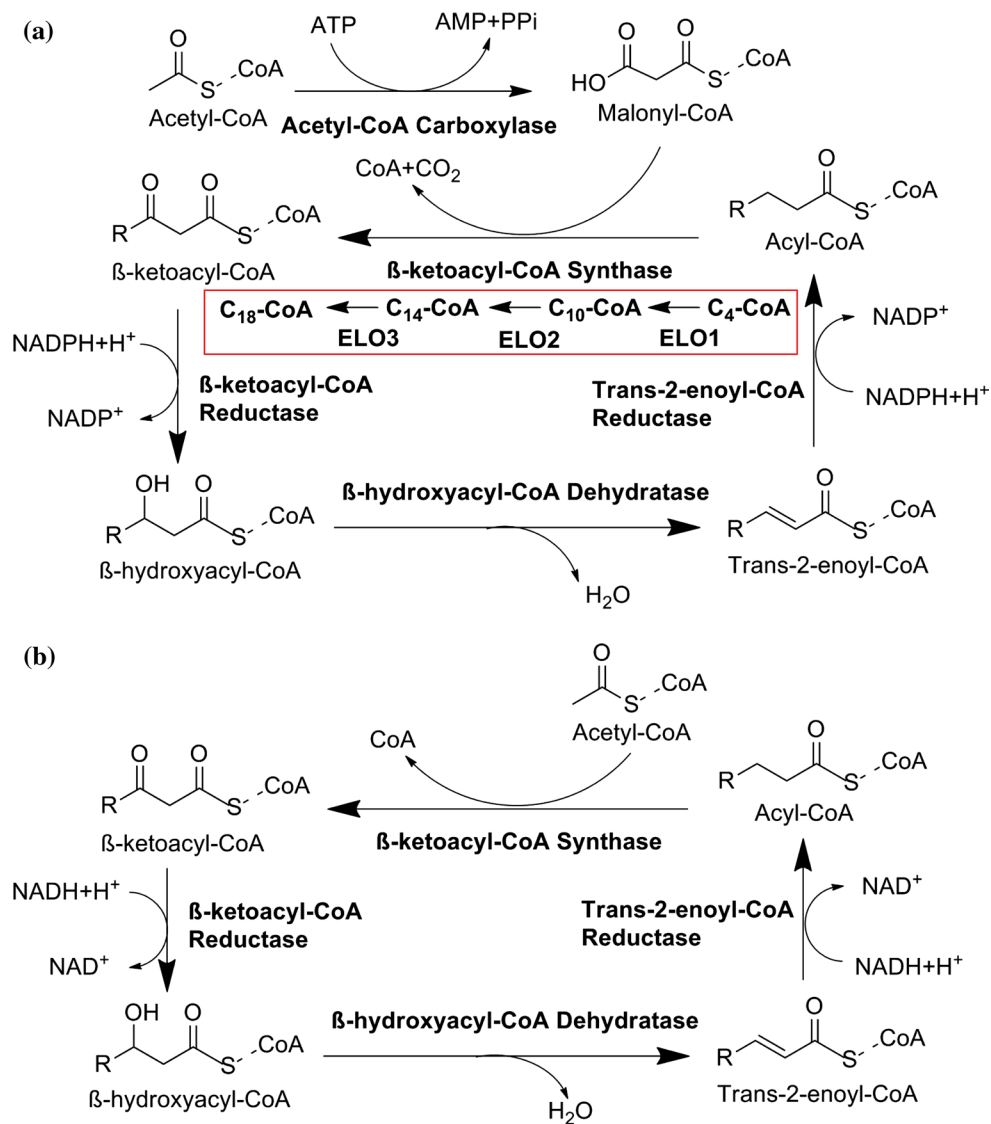 (a)
O
CoA
S
Acetyl-CoA
ATP
AMP+PPi
Acetyl-CoA Carboxylase
O
O
HO
S
CoA
Malonyl-CoA
CoA+CO₂
O
O
R
S
CoA
ß-ketoacyl-CoA
ß-ketoacyl-CoA Synthase
O
R
S
CoA
Acyl-CoA
C₁₈-CoA C₁₄-CoA C₁₀-CoA C₄-CoA
ELO3 ELO2 ELO1
NADPH+H⁺
NADP⁺
ß-ketoacyl-CoA
Reductase
Trans-2-enoyl-CoA
Reductase
NADP⁺
NADPH+H⁺
OH
O
R
S
CoA
ß-hydroxyacyl-CoA
ß-hydroxyacyl-CoA Dehydratase
H₂O
O
R
S
CoA
Trans-2-enoyl-CoA
(b)
O
S
CoA
Acetyl-CoA
CoA
O
O
R
S
CoA
ß-ketoacyl-CoA
ß-ketoacyl-CoA Synthase
O
R
S
CoA
Acyl-CoA
NADH+H⁺
NAD⁺
ß-ketoacyl-CoA
Reductase
Trans-2-enoyl-CoA
Reductase
NAD⁺
NADH+H⁺
OH
O
R
S
CoA
ß-hydroxyacyl-CoA
ß-hydroxyacyl-CoA Dehydratase
H₂O
O
R
S
CoA
Trans-2-enoyl-CoA